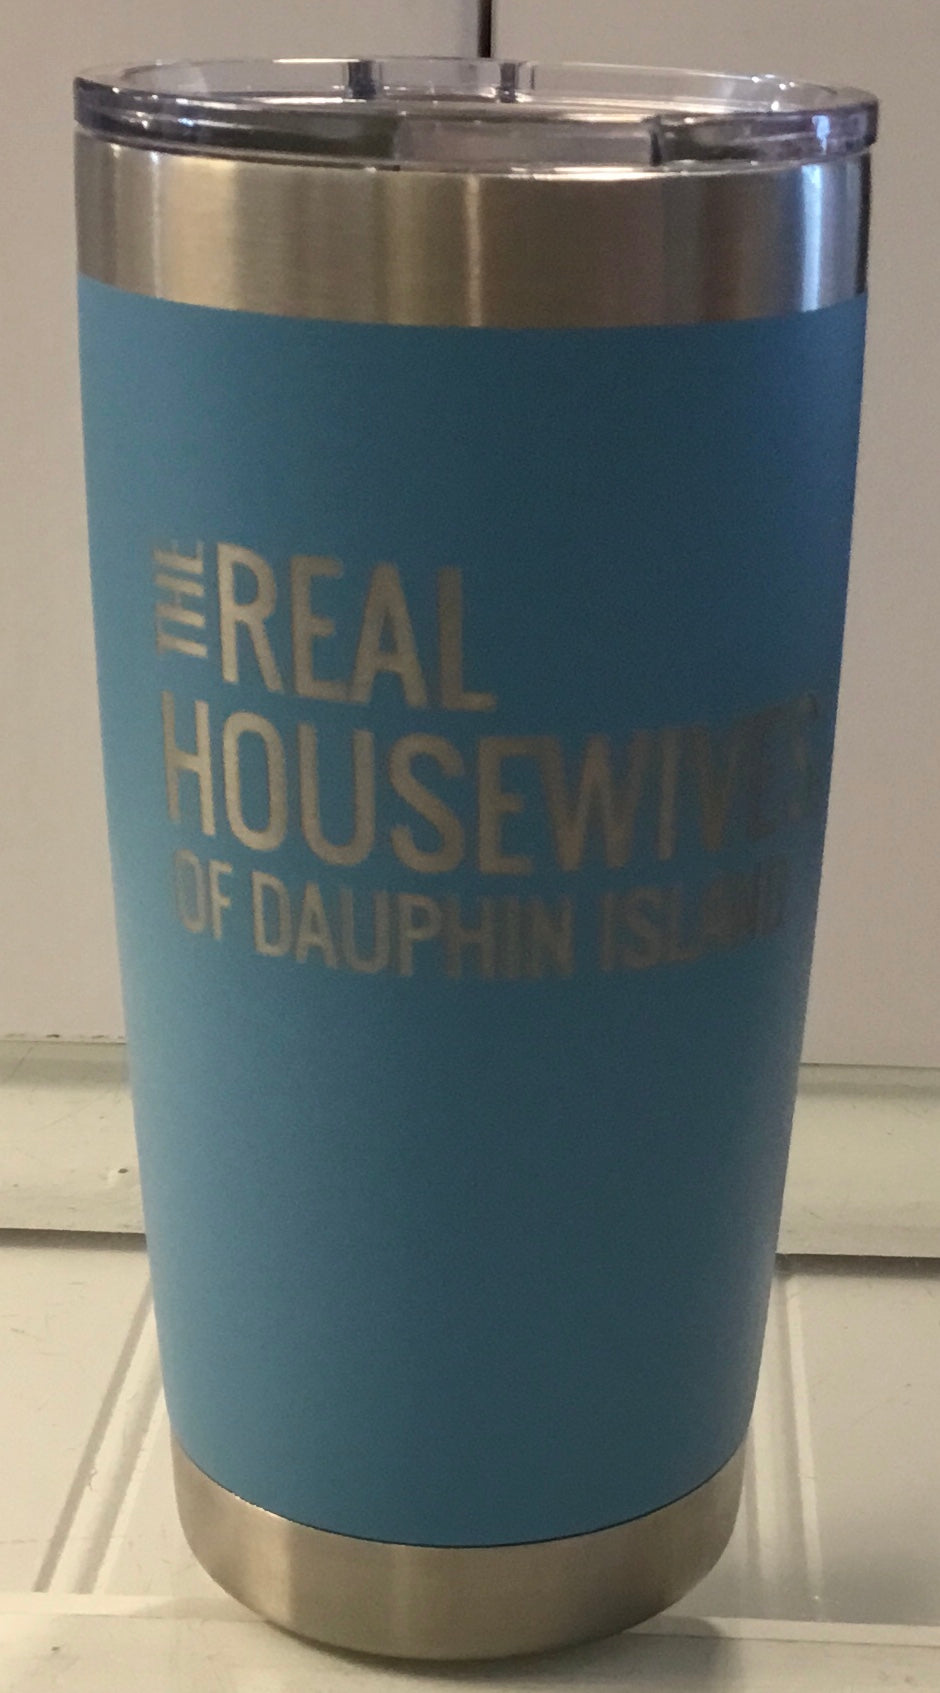 THE REAL
HOUSEWIVES
OF DAUPHIN ISLAND